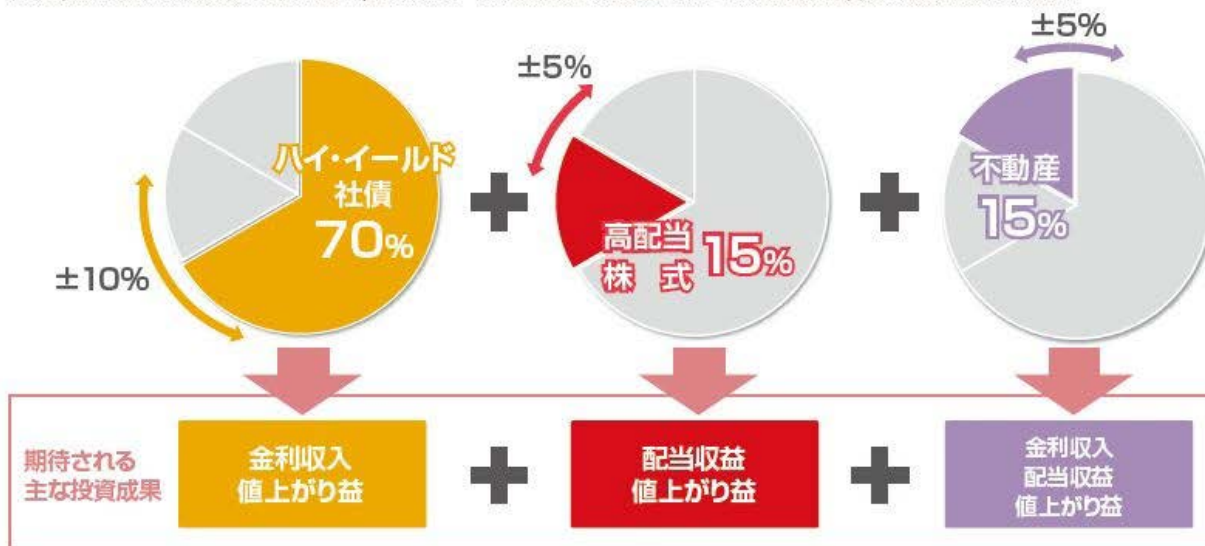 ±5%
±5%
ハイ・イールド
社債
70%
±10%
高配当
株 式
15%
不動産
15%
期待される
主な投資成果
金利収入
値上がり益
配当収益
値上がり益
金利収入
配当収益
値上がり益